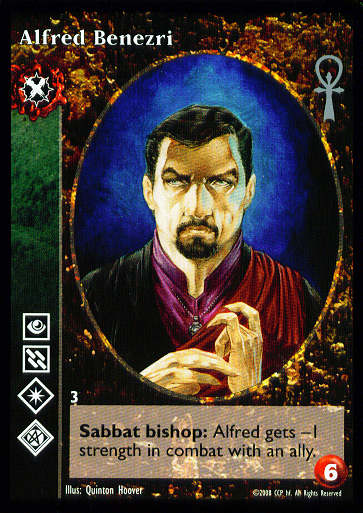 Alfred Benezri
3
Sabbat bishop: Alfred gets –1
strength in combat with an ally.
6
Illus: Quinton Hoover
©2008 CCP, hf. All Rights Reserved